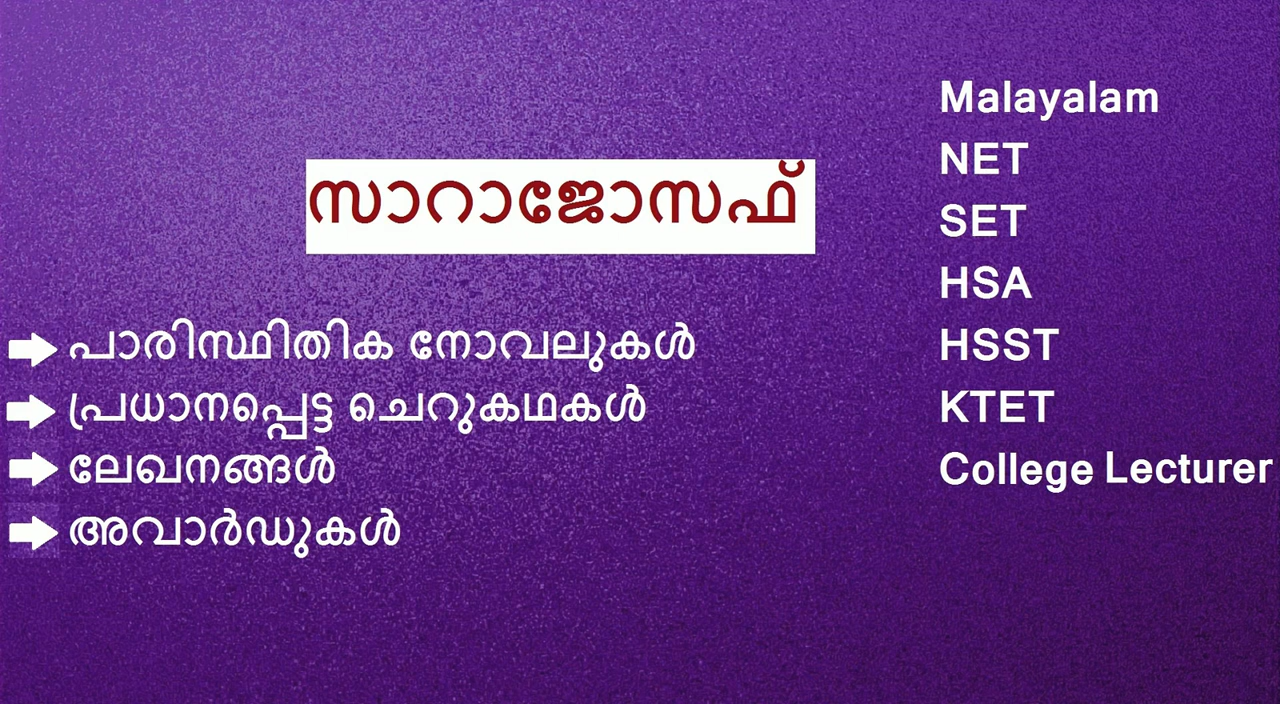 സാറാജോസഫ്
പാരിസ്ഥിതിക നോവലുകൾ
പ്രധാനപ്പെട്ട ചെറുകഥകൾ
ലേഖനങ്ങൾ
അവാർഡുകൾ
Malayalam
NET
SET
HSA
HSST
KTET
College Lecturer